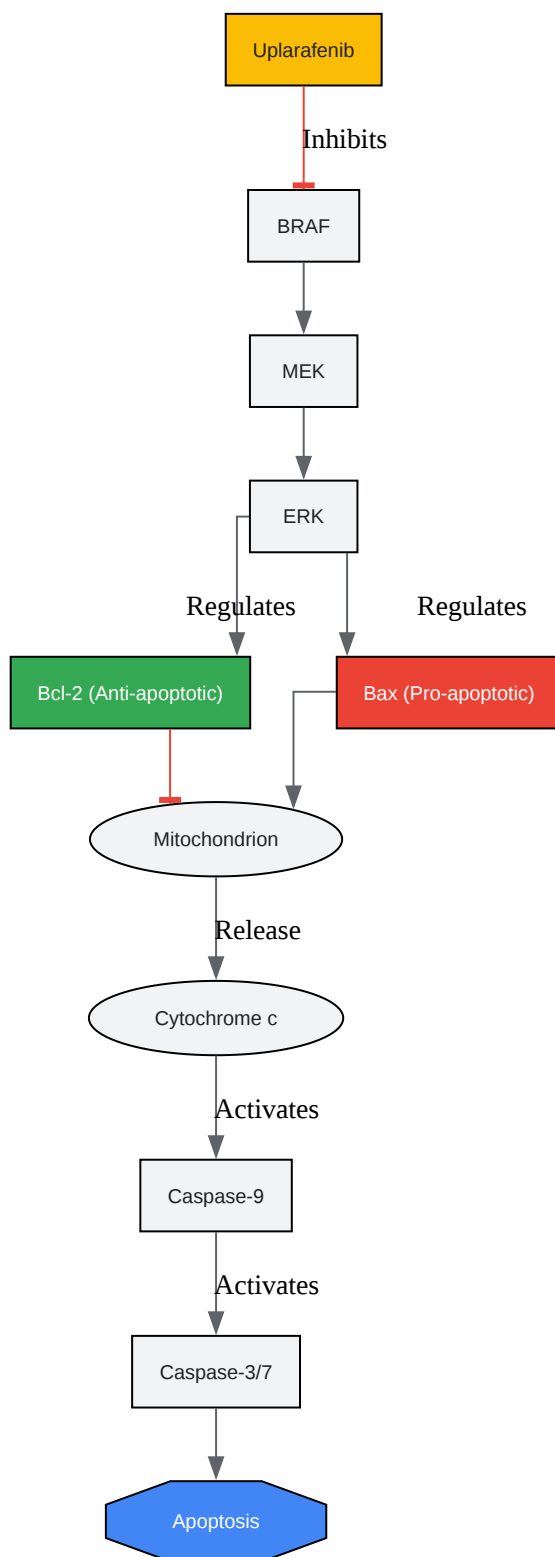 Uplarafenib
Inhibits
BRAF
MEK
ERK
Regulates
Regulates
Bcl-2 (Anti-apoptotic)
Bax (Pro-apoptotic)
Mitochondrion
Release
Cytochrome c
Activates
Caspase-9
Activates
Caspase-3/7
Apoptosis